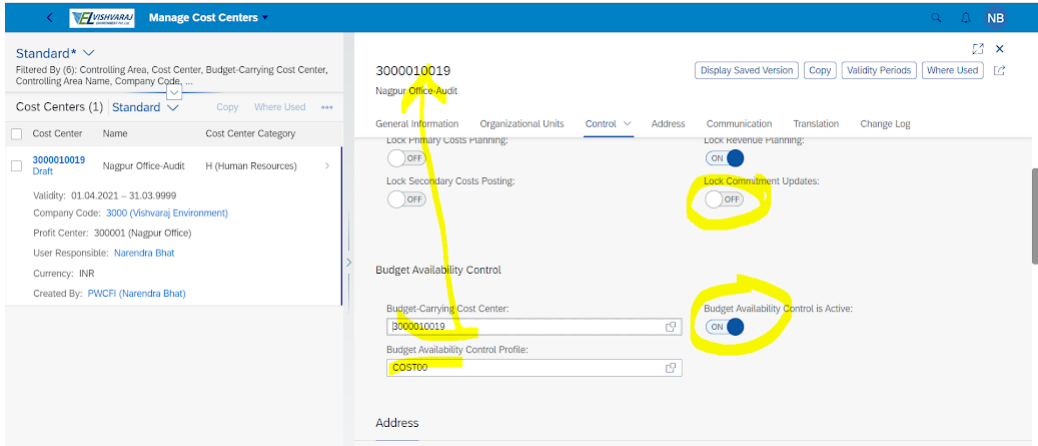 VISHVARAJ
ENVIRONMENT PVT. LTD.
Manage Cost Centers
NB
Standard*
Filtered By (6): Controlling Area, Cost Center, Budget-Carrying Cost Center,
Controlling Area Name, Company Code, ...
Cost Centers (1) Standard Copy Where Used
Cost Center Name Cost Center Category
3000010019
Draft
Nagpur Office-Audit H (Human Resources)
Validity: 01.04.2021 – 31.03.9999
Company Code: 3000 (Vishvaraj Environment)
Profit Center: 300001 (Nagpur Office)
User Responsible: Narendra Bhat
Currency: INR
Created By: PWCFI (Narendra Bhat)
3000010019
Nagpur Office-Audit
Display Saved Version Copy Validity Periods Where Used
General Information Organizational Units Control Address Communication Translation Change Log
Lock Primary Costs Planning: Lock Revenue Planning:
OFF ON
Lock Secondary Costs Posting: Lock Commitment Updates:
OFF OFF
Budget Availability Control
Budget-Carrying Cost Center: Budget Availability Control is Active:
3000010019 ON
Budget Availability Control Profile:
COST00
Address